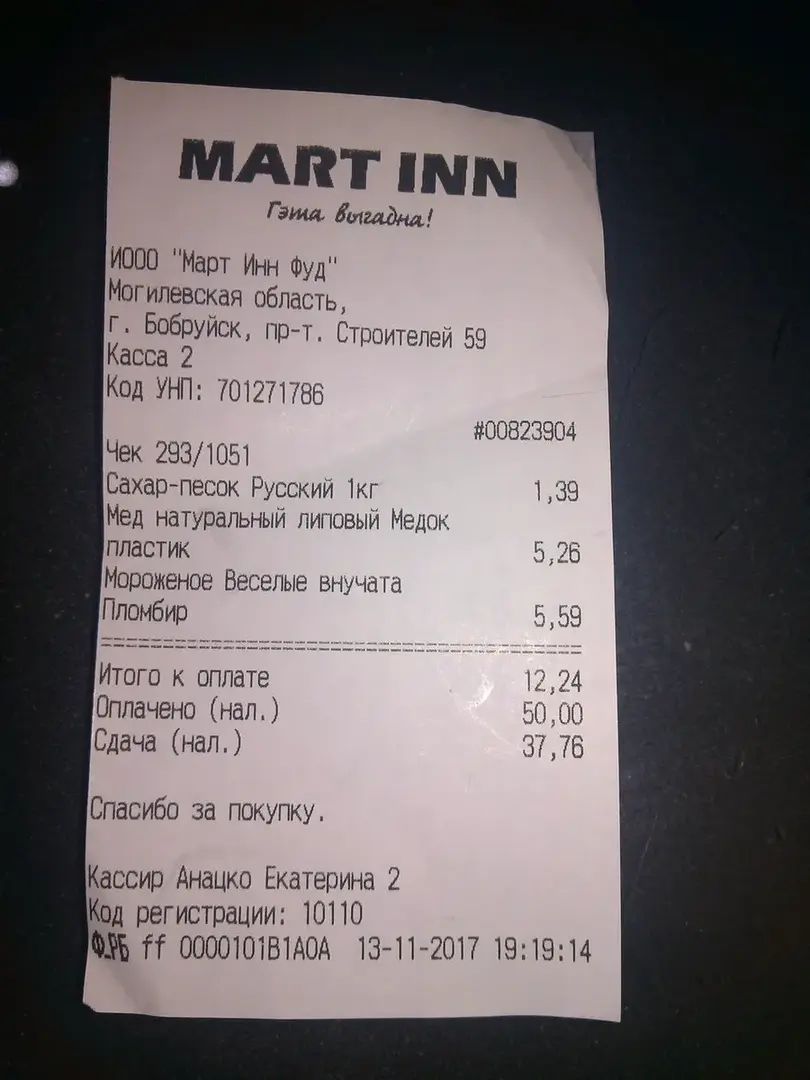 MART INN
Гэта выгадна!
ИООО "Март Инн Фуд"
Могилевская область,
г. Бобруйск, пр-т. Строителей 59
Касса 2
Код УНП: 701271786
#00823904
Чек 293/1051
Сахар-песок Русский 1кг 1,39
Мед натуральный липовый Медок
пластик 5,26
Мороженое Веселые внучата
Пломбир 5,59
Итого к оплате 12,24
Оплачено (нал.) 50,00
Сдача (нал.) 37,76
Спасибо за покупку.
Кассир Анацко Екатерина 2
Код регистрации: 10110
Ф.РБ ff 0000101B1A0A 13-11-2017 19:19:14